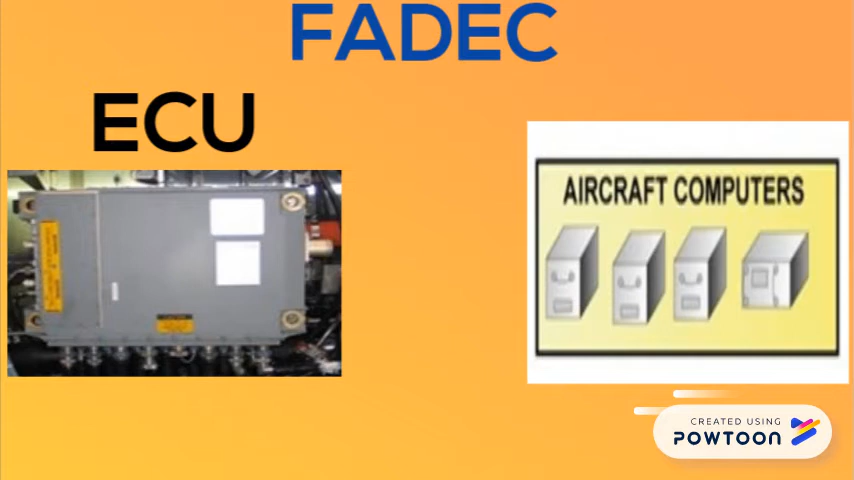 FADEC
ECU
AIRCRAFT COMPUTERS
CREATED USING
POWTOON